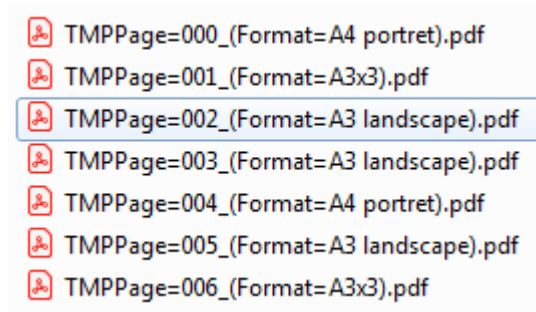 TMPPage=000_(Format=A4 portret).pdf
TMPPage=001_(Format=A3x3).pdf
TMPPage=002_(Format=A3 landscape).pdf
TMPPage=003_(Format=A3 landscape).pdf
TMPPage=004_(Format=A4 portret).pdf
TMPPage=005_(Format=A3 landscape).pdf
TMPPage=006_(Format=A3x3).pdf